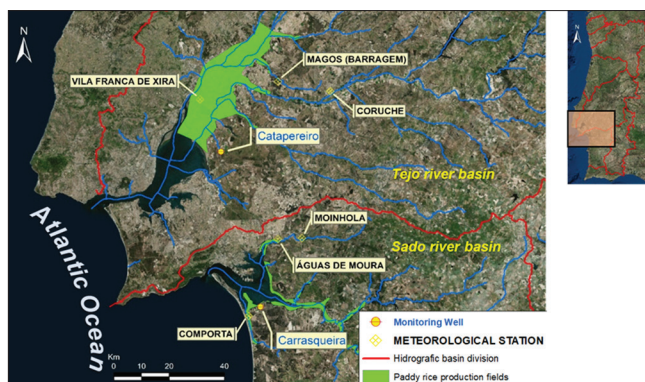 N
N
MAGOS (BARRAGEM)
VILA FRANCA DE XIRA
CORUCHE
Catapereiro
Tejo river basin
Atlantic Ocean
MOINHOLA
Sado river basin
ÁGUAS DE MOURA
COMPORTA
Carrasqueira
Km
0 10 20 40
Monitoring Well
METEOROLOGICAL STATION
Hidrografic basin division
Paddy rice production fields